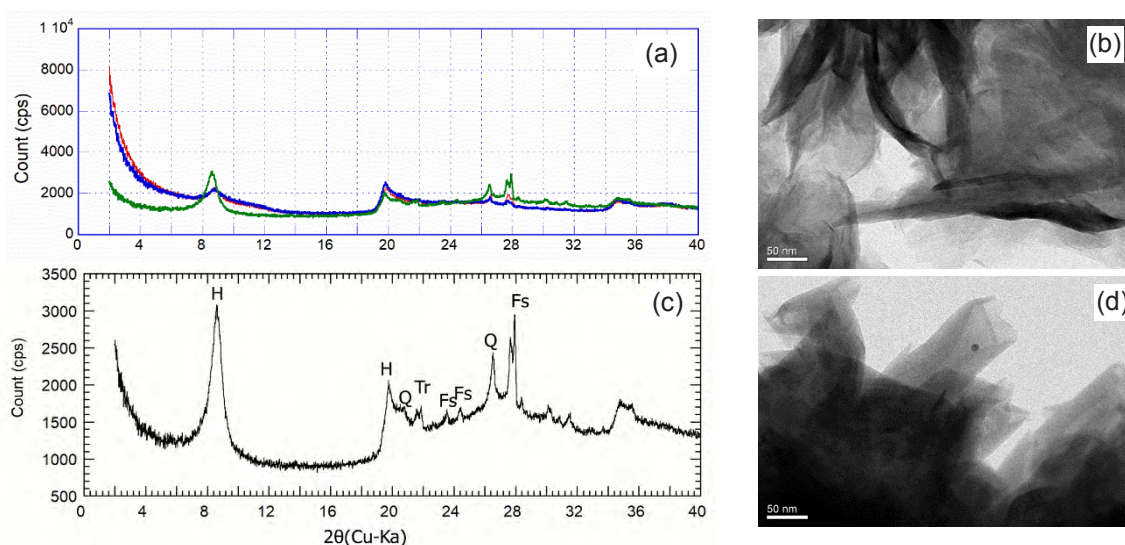 1 10⁴
8000
6000
4000
2000
0
Count (cps)
0 4 8 12 16 20 24 28 32 36 40
(a)
3500
3000
2500
2000
1500
1000
500
Count (cps)
H
H
Q
Tr
Fs
Fs
Q
Fs
(c)
0 4 8 12 16 20 24 28 32 36 40
2θ(Cu-Ka)
(b)
50 nm
(d)
50 nm